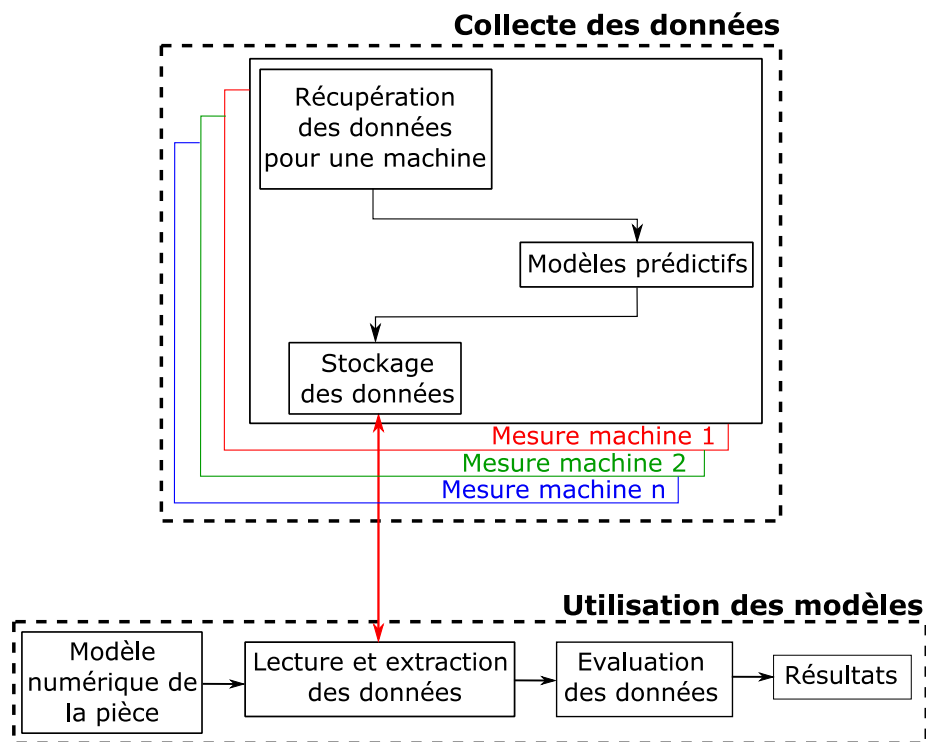 Collecte des données
Récupération
des données
pour une machine
Modèles prédictifs
Stockage
des données
Mesure machine 1
Mesure machine 2
Mesure machine n
Utilisation des modèles
Modèle
numérique de
la pièce
Lecture et extraction
des données
Evaluation
des données
Résultats